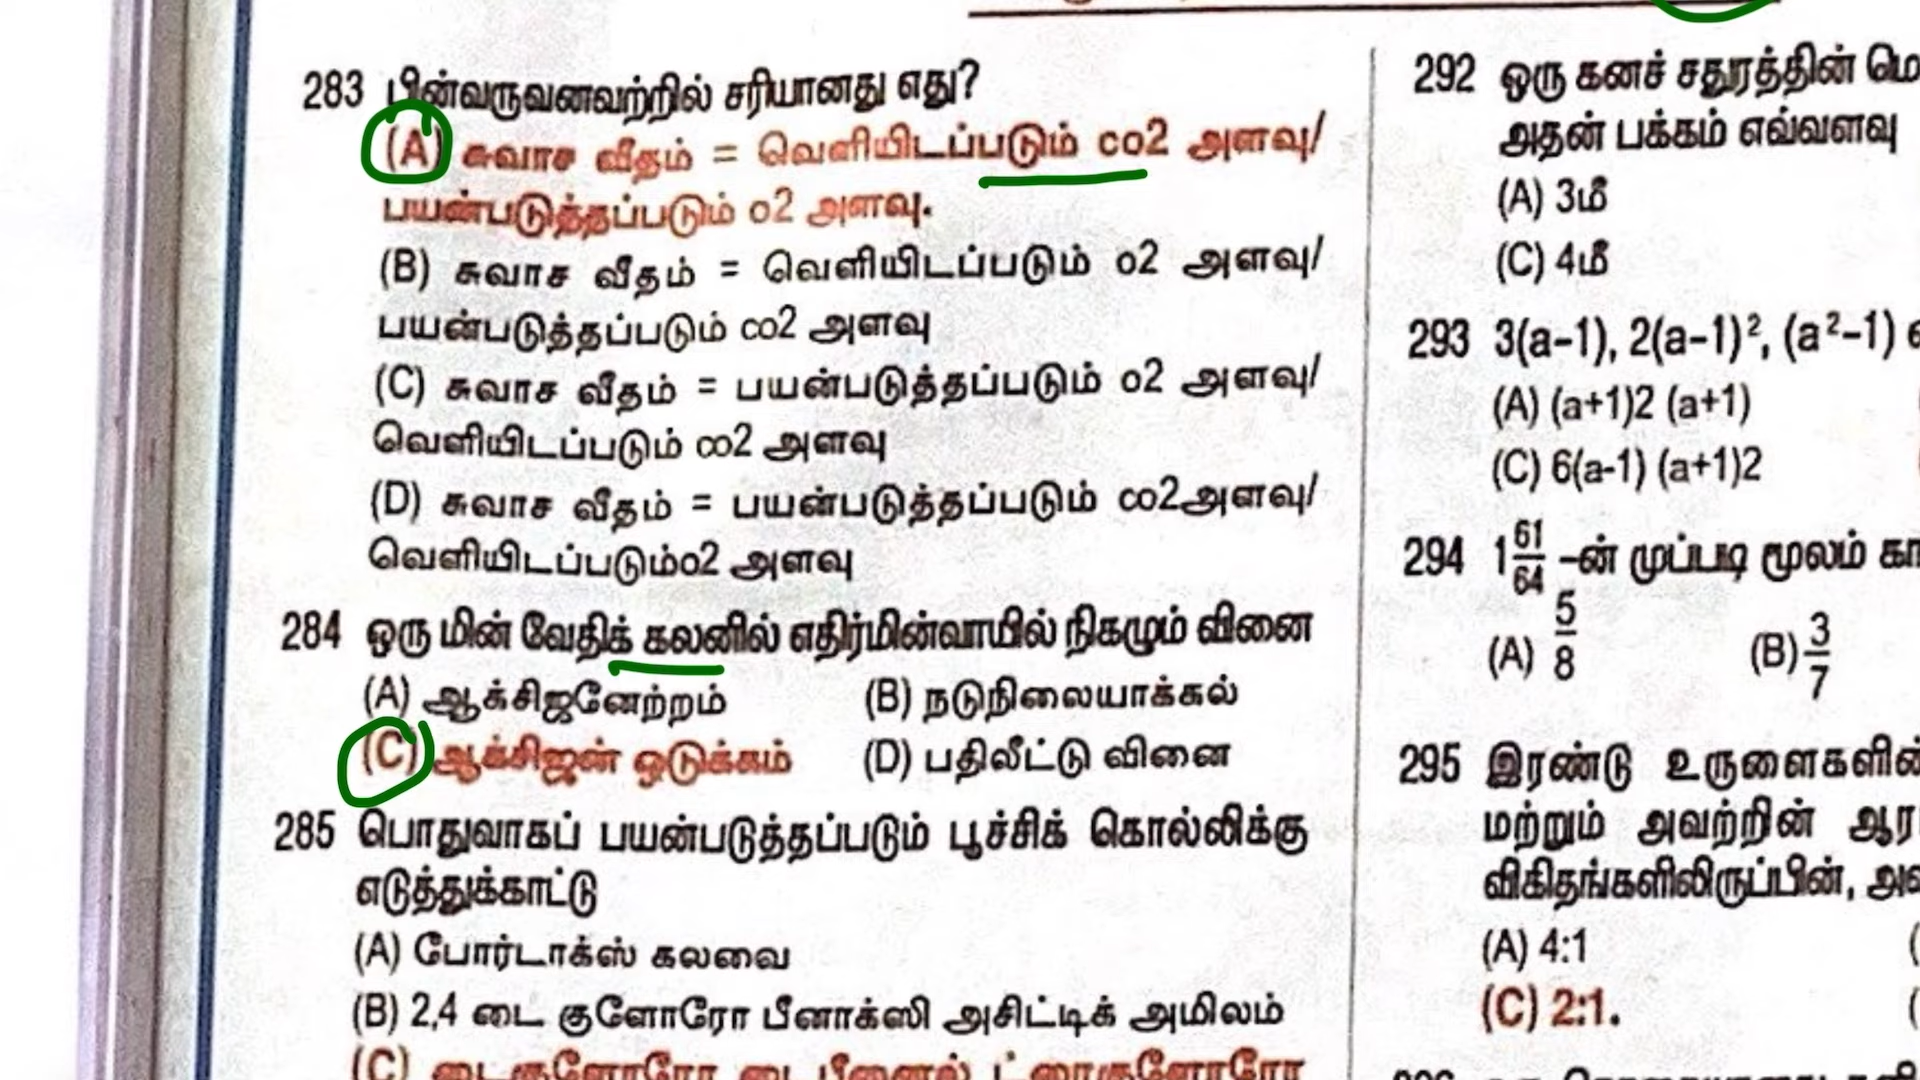 283 பின்வருவனவற்றில் சரியானது எது?
(A) சுவாச வீதம் = வெளியிடப்படும் co2 அளவு/
பயன்படுத்தப்படும் o2 அளவு.
(B) சுவாச வீதம் = வெளியிடப்படும் o2 அளவு/
பயன்படுத்தப்படும் co2 அளவு
(C) சுவாச வீதம் = பயன்படுத்தப்படும் o2 அளவு/
வெளியிடப்படும் co2 அளவு
(D) சுவாச வீதம் = பயன்படுத்தப்படும் co2அளவு/
வெளியிடப்படும்o2 அளவு
284 ஒரு மின் வேதிக் கலனில் எதிர்மின்வாயில் நிகழும் வினை
(A) ஆக்சிஜனேற்றம் (B) நடுநிலையாக்கல்
(C) ஆக்சிஜன் ஒடுக்கம் (D) பதிலீட்டு வினை
285 பொதுவாகப் பயன்படுத்தப்படும் பூச்சிக் கொல்லிக்கு
எடுத்துக்காட்டு
(A) போர்டாக்ஸ் கலவை
(B) 2,4 டை குளோரோ பீனாக்ஸி அசிட்டிக் அமிலம்
(C) டைகுளோரோ டை பீனைல் ட்ரைகுளோரோ
292 ஒரு கனச் சதுரத்தின்
அதன் பக்கம் எவ்வளவு
(A) 3மீ
(C) 4மீ
293 3(a-1), 2(a-1)², (a²-1)
(A) (a+1)2 (a+1)
(C) 6(a-1) (a+1)2
294 1 61/64 -ன் முப்படி மூலம்
(A) 5/8 (B) 3/7
295 இரண்டு உருளைகளின்
மற்றும் அவற்றின்
விகிதங்களிலிருப்பின்,
(A) 4:1
(C) 2:1.